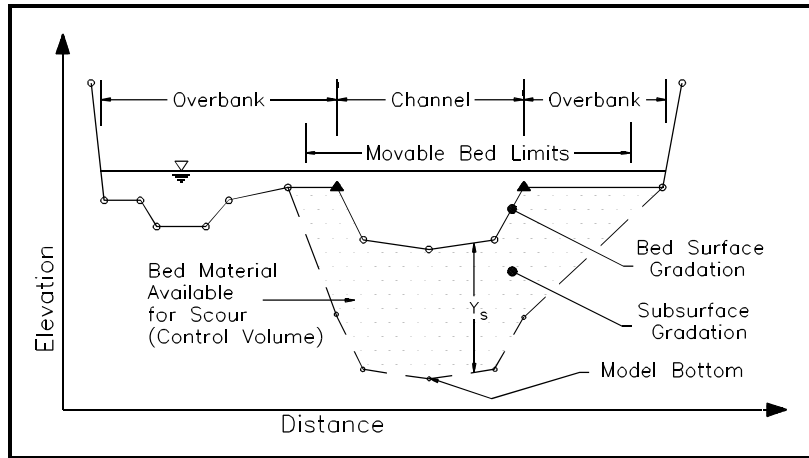 Overbank
Channel
Overbank
Movable Bed Limits
Bed Material
Available
for Scour
(Control Volume)
Ys
Bed Surface
Gradation
Subsurface
Gradation
Model Bottom
Elevation
Distance